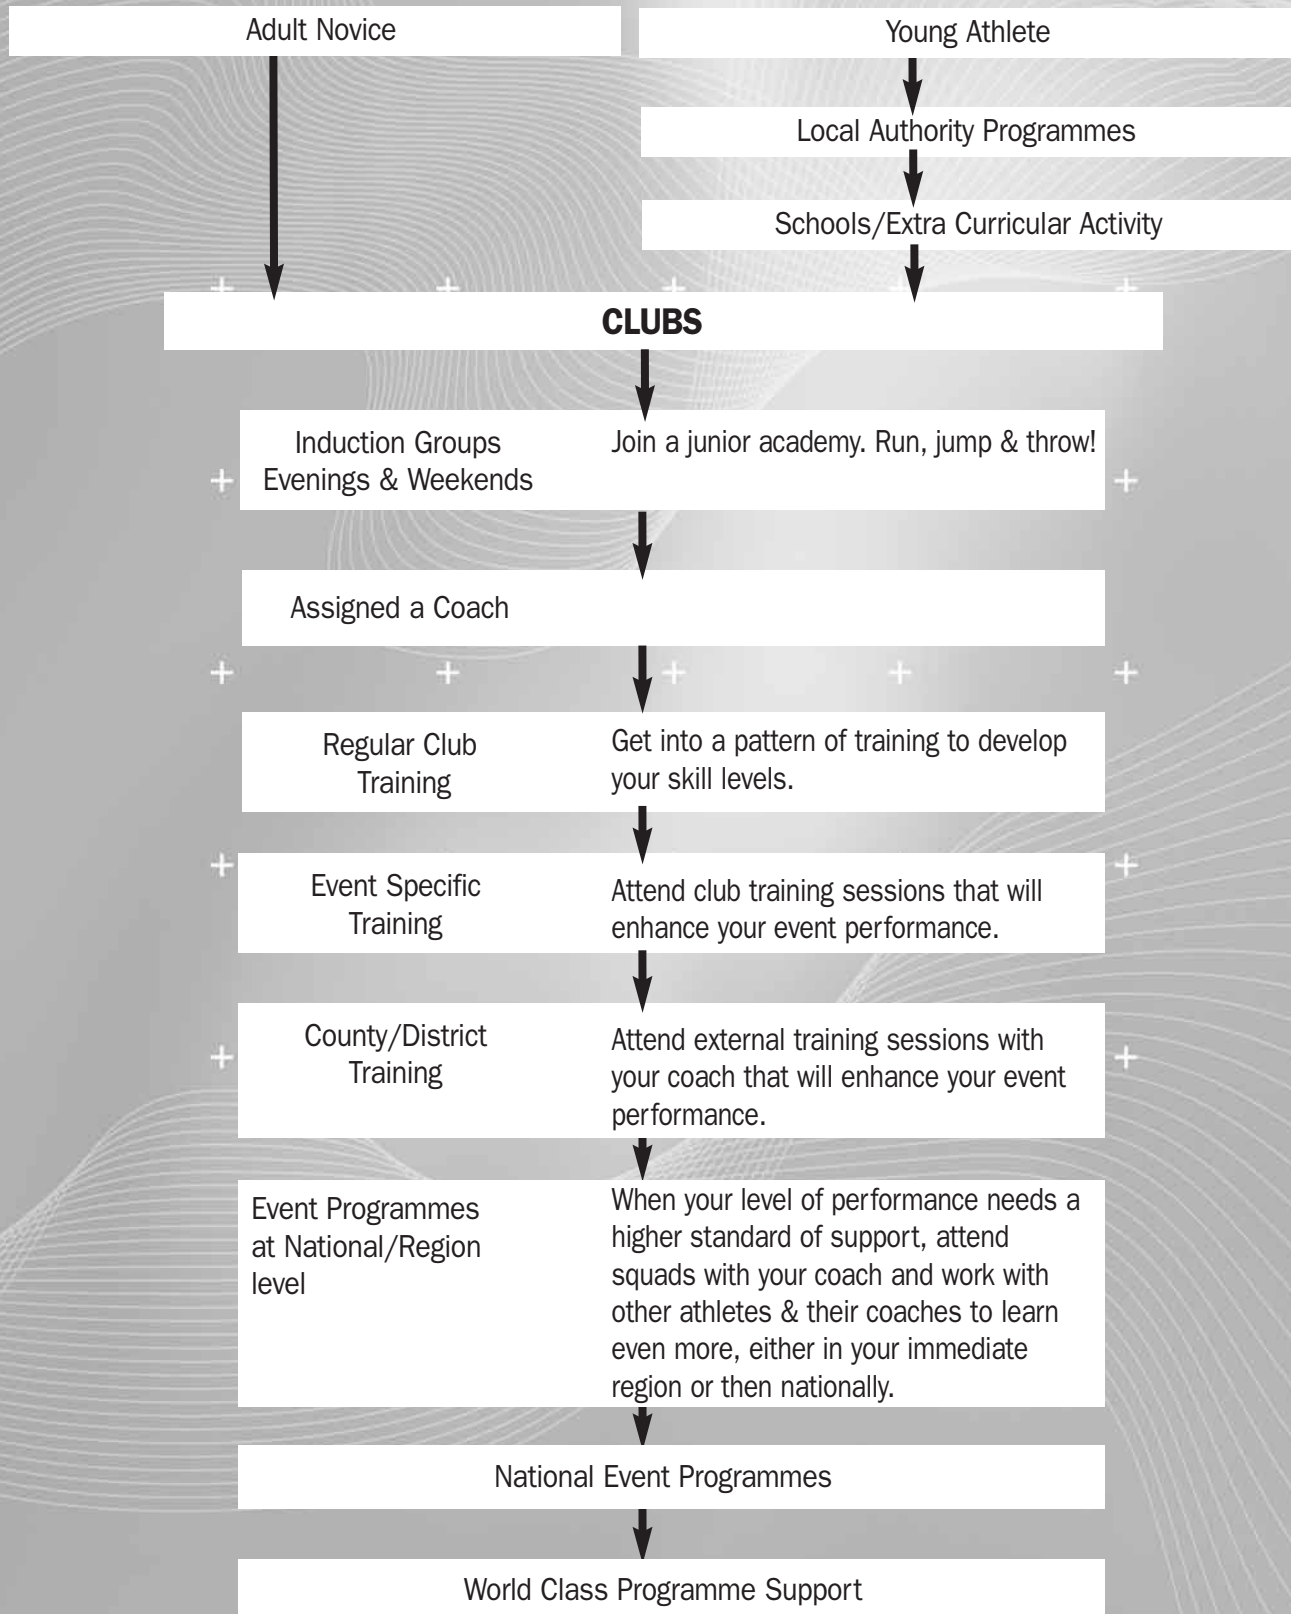 Adult Novice
Young Athlete
Local Authority Programmes
Schools/Extra Curricular Activity
CLUBS
Induction Groups
Evenings & Weekends
Join a junior academy. Run, jump & throw!
Assigned a Coach
Regular Club
Training
Get into a pattern of training to develop
your skill levels.
Event Specific
Training
Attend club training sessions that will
enhance your event performance.
County/District
Training
Attend external training sessions with
your coach that will enhance your event
performance.
Event Programmes
at National/Region
level
When your level of performance needs a
higher standard of support, attend
squads with your coach and work with
other athletes & their coaches to learn
even more, either in your immediate
region or then nationally.
National Event Programmes
World Class Programme Support